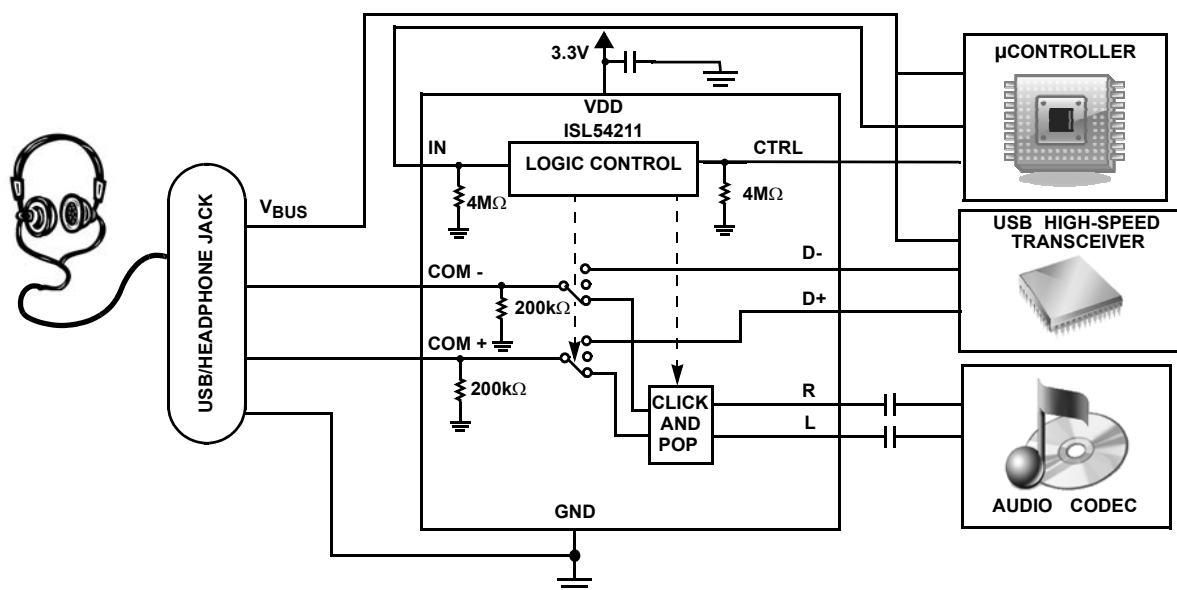 3.3V
µCONTROLLER
VDD
ISL54211
IN
LOGIC CONTROL
CTRL
4MΩ
4MΩ
USB/HEADPHONE JACK
VBUS
USB HIGH-SPEED
TRANSCEIVER
D-
COM -
200kΩ
D+
COM +
200kΩ
CLICK
AND
POP
R
L
AUDIO CODEC
GND